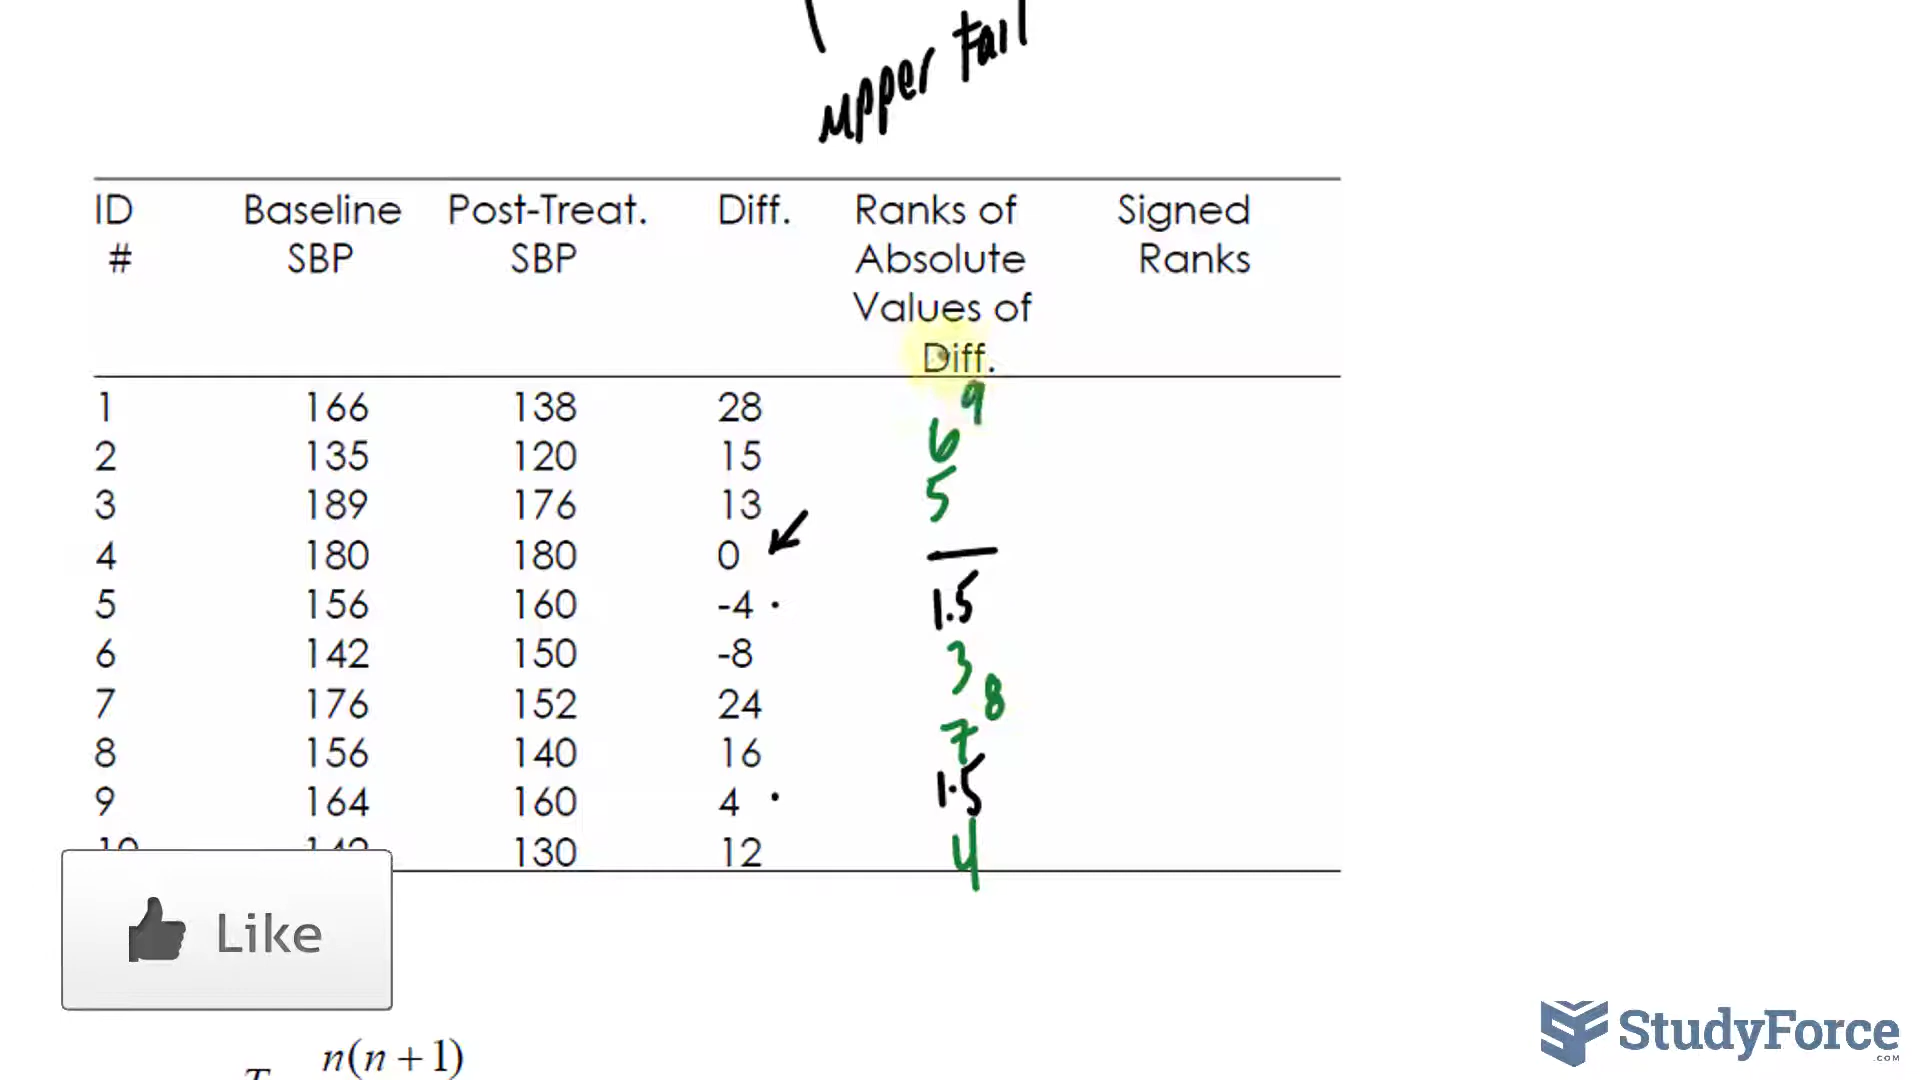 upper tail
ID Baseline Post-Treat. Diff. Ranks of Signed
# SBP SBP Absolute Ranks
Values of
Diff.
1 166 138 28 9
2 135 120 15 6
3 189 176 13 5
4 180 180 0 —
5 156 160 -4 · 1.5
6 142 150 -8 3
7 176 152 24 8
8 156 140 16 7
9 164 160 4 · 1.5
130 12 4
Like
n(n + 1)
StudyForce
.COM